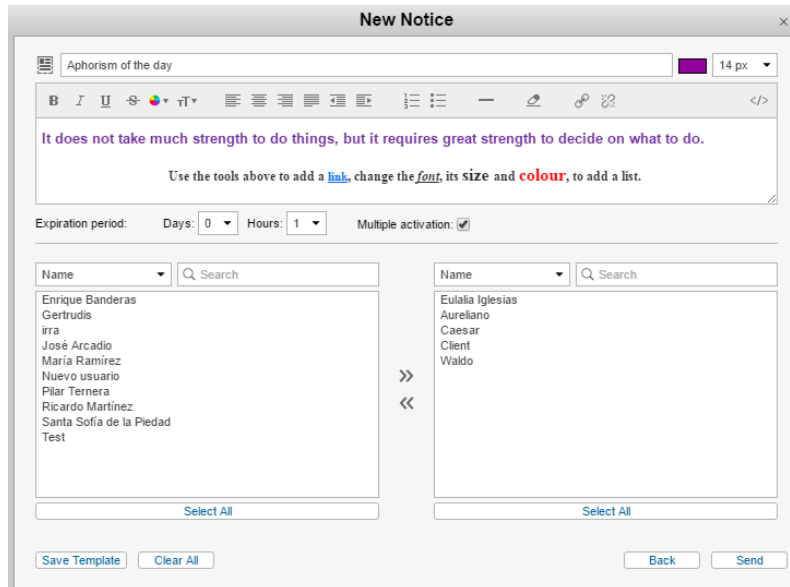 New Notice
×
Aphorism of the day
14 px
B I U S тT </>
It does not take much strength to do things, but it requires great strength to decide on what to do.
Use the tools above to add a link, change the font, its size and colour, to add a list.
Expiration period: Days: 0 Hours: 1 Multiple activation:
Name Search Name Search
Enrique Banderas
Gertrudis
irra
José Arcadio
María Ramírez
Nuevo usuario
Pilar Ternera
Ricardo Martínez
Santa Sofía de la Piedad
Test
Eulalia Iglesias
Aureliano
Caesar
Client
Waldo
Select All Select All
Save Template Clear All Back Send